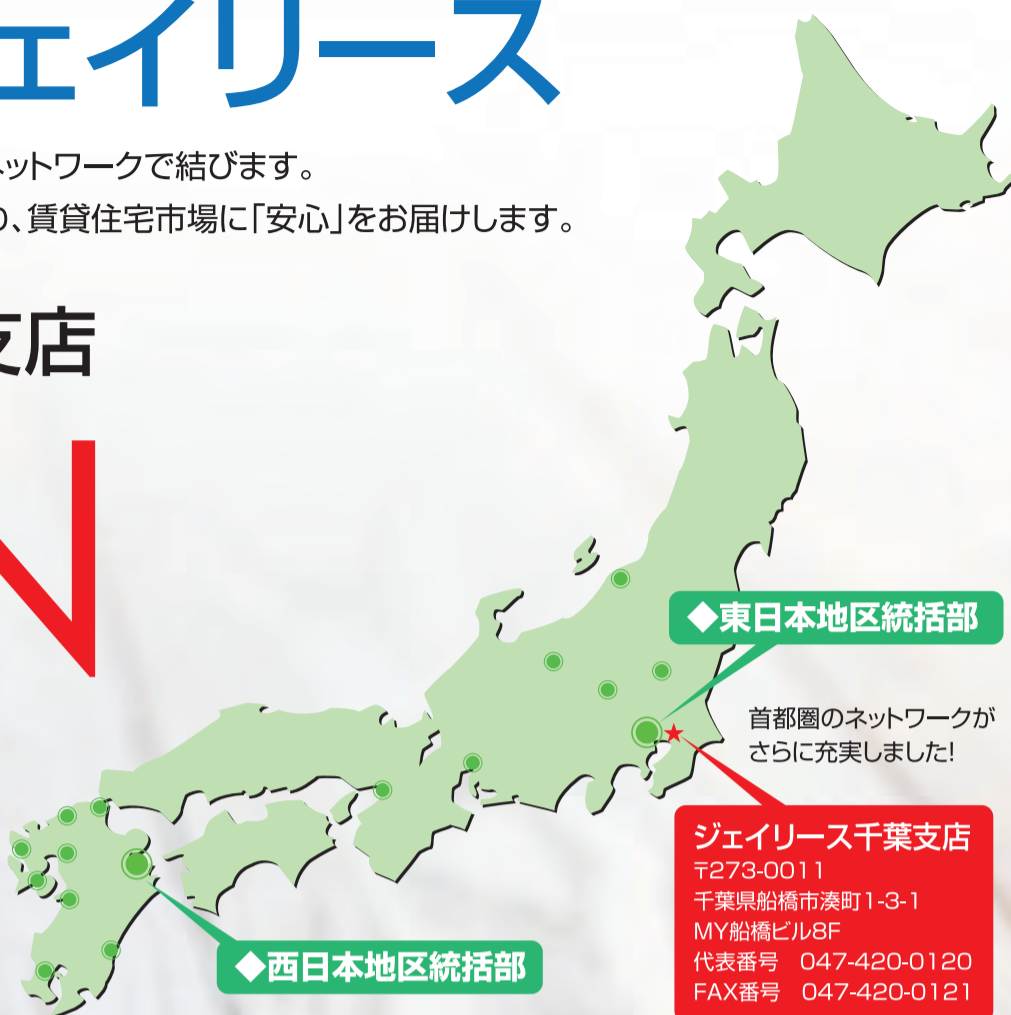 ェイリース
ネットワークで結びます。
、賃貸住宅市場に「安心」をお届けします。
支店
N
◆東日本地区統括部
首都圏のネットワークが
さらに充実しました!
ジェイリース千葉支店
〒273-0011
千葉県船橋市湊町1-3-1
MY船橋ビル8F
代表番号　047-420-0120
FAX番号　047-420-0121
◆西日本地区統括部